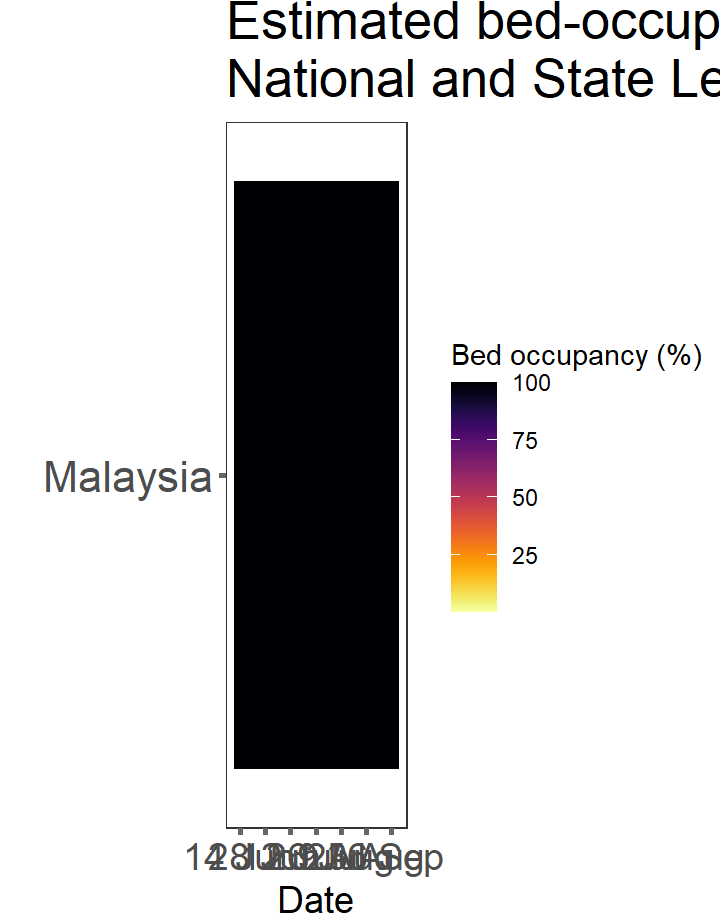 Estimated bed-occup
National and State Le
Bed occupancy (%)
100
75
50
25
Malaysia
Date